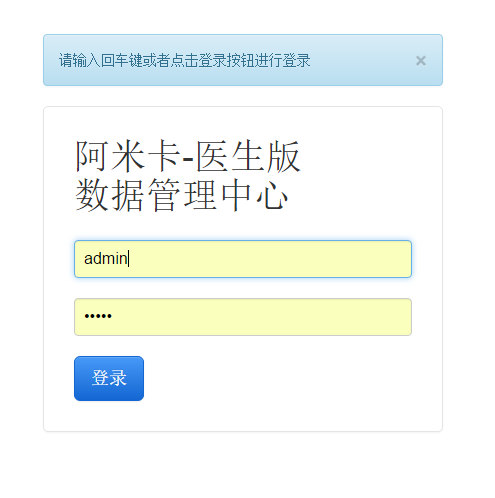 请输入回车键或者点击登录按钮进行登录
×
阿米卡-医生版
数据管理中心
admin
•••••
登录